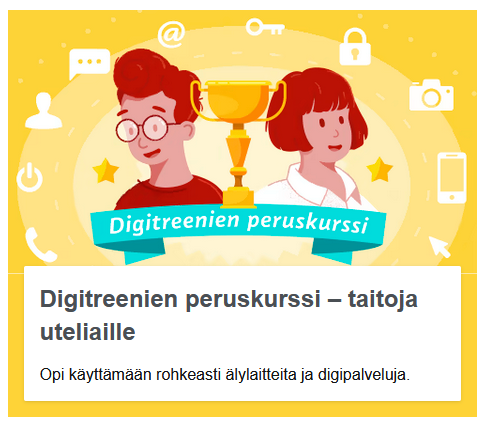 @
Digitreenien peruskurssi
Digitreenien peruskurssi – taitoja
uteliaille
Opi käyttämään rohkeasti älylaitteita ja digipalveluja.